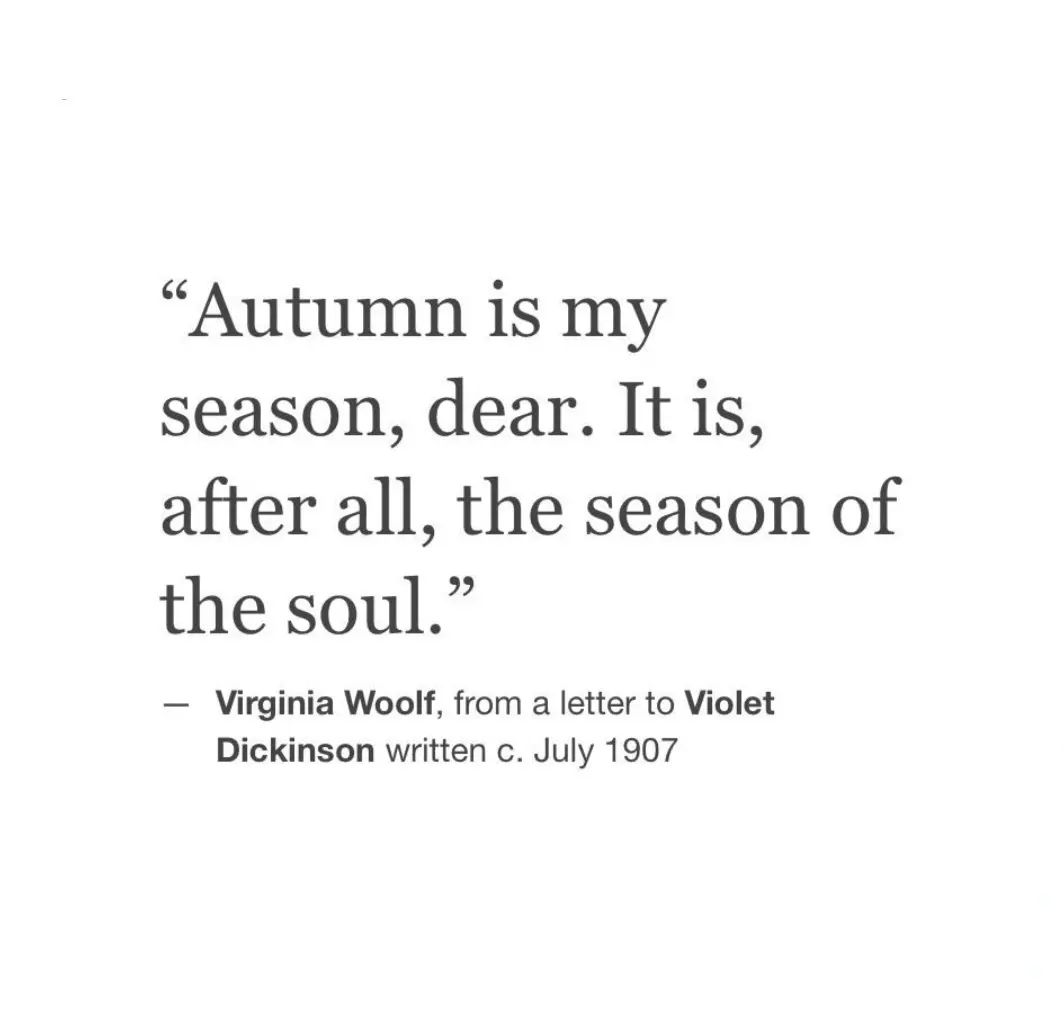 “Autumn is my
season, dear. It is,
after all, the season of
the soul.”
— Virginia Woolf, from a letter to Violet
Dickinson written c. July 1907